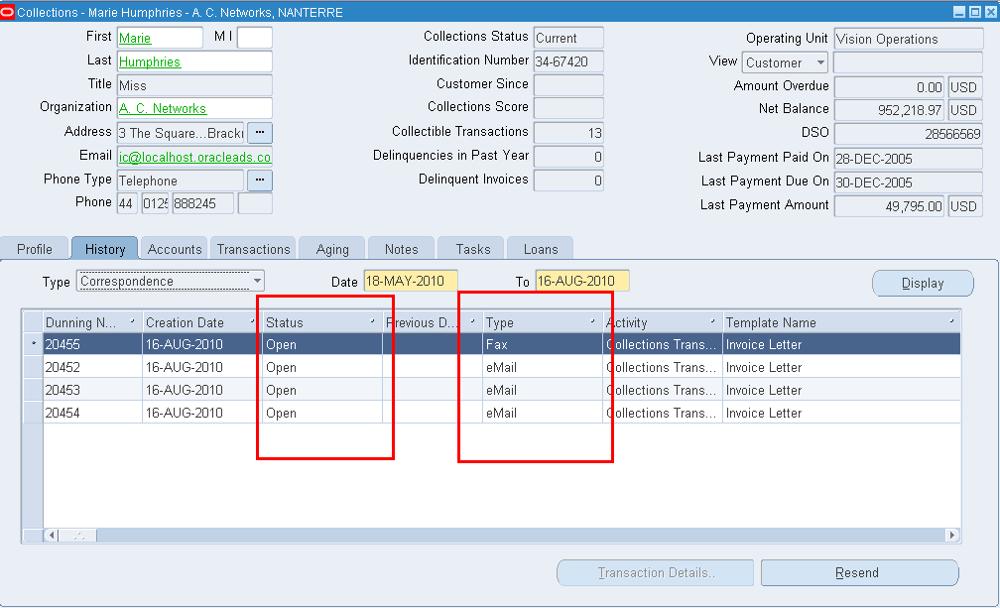 Collections - Marie Humphries - A. C. Networks, NANTERRE
First Marie M I
Last Humphries
Title Miss
Organization A. C. Networks
Address 3 The Square...Brackı ...
Email ic@localhost.oracleads.co
Phone Type Telephone ...
Phone 44 0125 888245
Collections Status Current
Identification Number 34-67420
Customer Since
Collections Score
Collectible Transactions 13
Delinquencies in Past Year 0
Delinquent Invoices 0
Operating Unit Vision Operations
View Customer
Amount Overdue 0.00 USD
Net Balance 952,218.97 USD
DSO 28566569
Last Payment Paid On 28-DEC-2005
Last Payment Due On 30-DEC-2005
Last Payment Amount 49,795.00 USD
Profile History Accounts Transactions Aging Notes Tasks Loans
Type Correspondence Date 18-MAY-2010 To 16-AUG-2010 Display
Dunning N... Creation Date Status Previous D... Type Activity Template Name
20455 16-AUG-2010 Open Fax Collections Trans... Invoice Letter
20452 16-AUG-2010 Open eMail Collections Trans... Invoice Letter
20453 16-AUG-2010 Open eMail Collections Trans... Invoice Letter
20454 16-AUG-2010 Open eMail Collections Trans... Invoice Letter
Transaction Details.. Resend